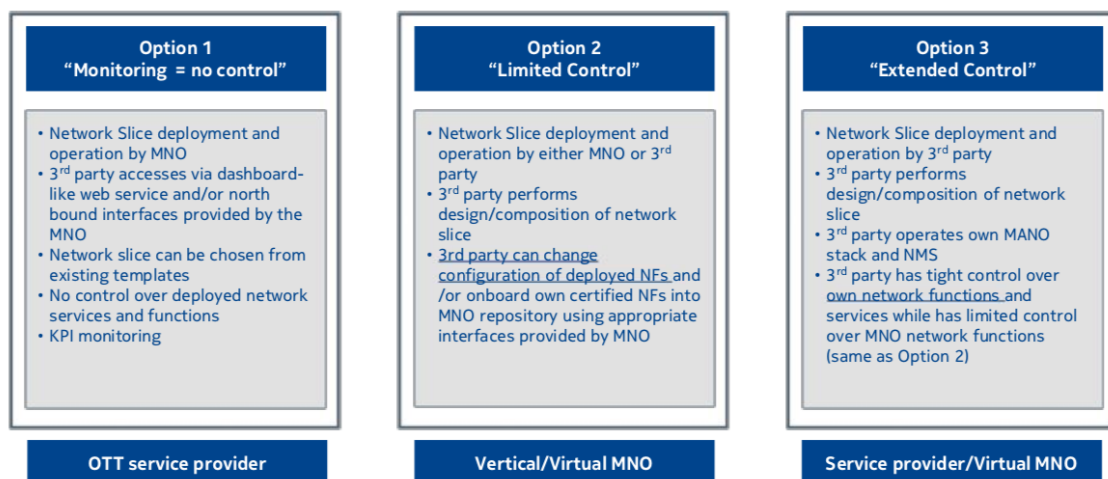 Option 1
“Monitoring = no control”
• Network Slice deployment and
operation by MNO
• 3rd party accesses via dashboard-
like web service and/or north
bound interfaces provided by the
MNO
• Network slice can be chosen from
existing templates
• No control over deployed network
services and functions
• KPI monitoring
OTT service provider
Option 2
“Limited Control”
• Network Slice deployment and
operation by either MNO or 3rd
party
• 3rd party performs
design/composition of network
slice
• 3rd party can change
configuration of deployed NFs and
/or onboard own certified NFs into
MNO repository using appropriate
interfaces provided by MNO
Vertical/Virtual MNO
Option 3
“Extended Control”
• Network Slice deployment and
operation by 3rd party
• 3rd party performs
design/composition of network
slice
• 3rd party operates own MANO
stack and NMS
• 3rd party has tight control over
own network functions and
services while has limited control
over MNO network functions
(same as Option 2)
Service provider/Virtual MNO